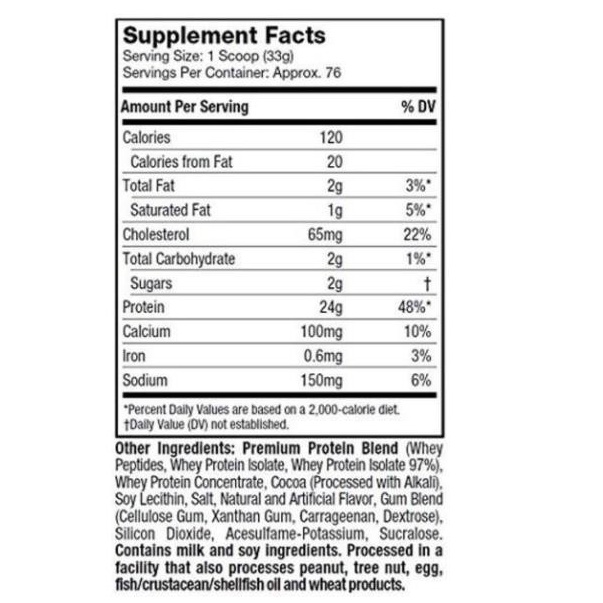 Supplement Facts
Serving Size: 1 Scoop (33g)
Servings Per Container: Approx. 76
Amount Per Serving % DV
Calories 120
Calories from Fat 20
Total Fat 2g 3%*
Saturated Fat 1g 5%*
Cholesterol 65mg 22%
Total Carbohydrate 2g 1%*
Sugars 2g †
Protein 24g 48%*
Calcium 100mg 10%
Iron 0.6mg 3%
Sodium 150mg 6%
*Percent Daily Values are based on a 2,000-calorie diet.
†Daily Value (DV) not established.
Other Ingredients: Premium Protein Blend (Whey
Peptides, Whey Protein Isolate, Whey Protein Isolate 97%),
Whey Protein Concentrate, Cocoa (Processed with Alkali),
Soy Lecithin, Salt, Natural and Artificial Flavor, Gum Blend
(Cellulose Gum, Xanthan Gum, Carrageenan, Dextrose),
Silicon Dioxide, Acesulfame-Potassium, Sucralose.
Contains milk and soy ingredients. Processed in a
facility that also processes peanut, tree nut, egg,
fish/crustacean/shellfish oil and wheat products.